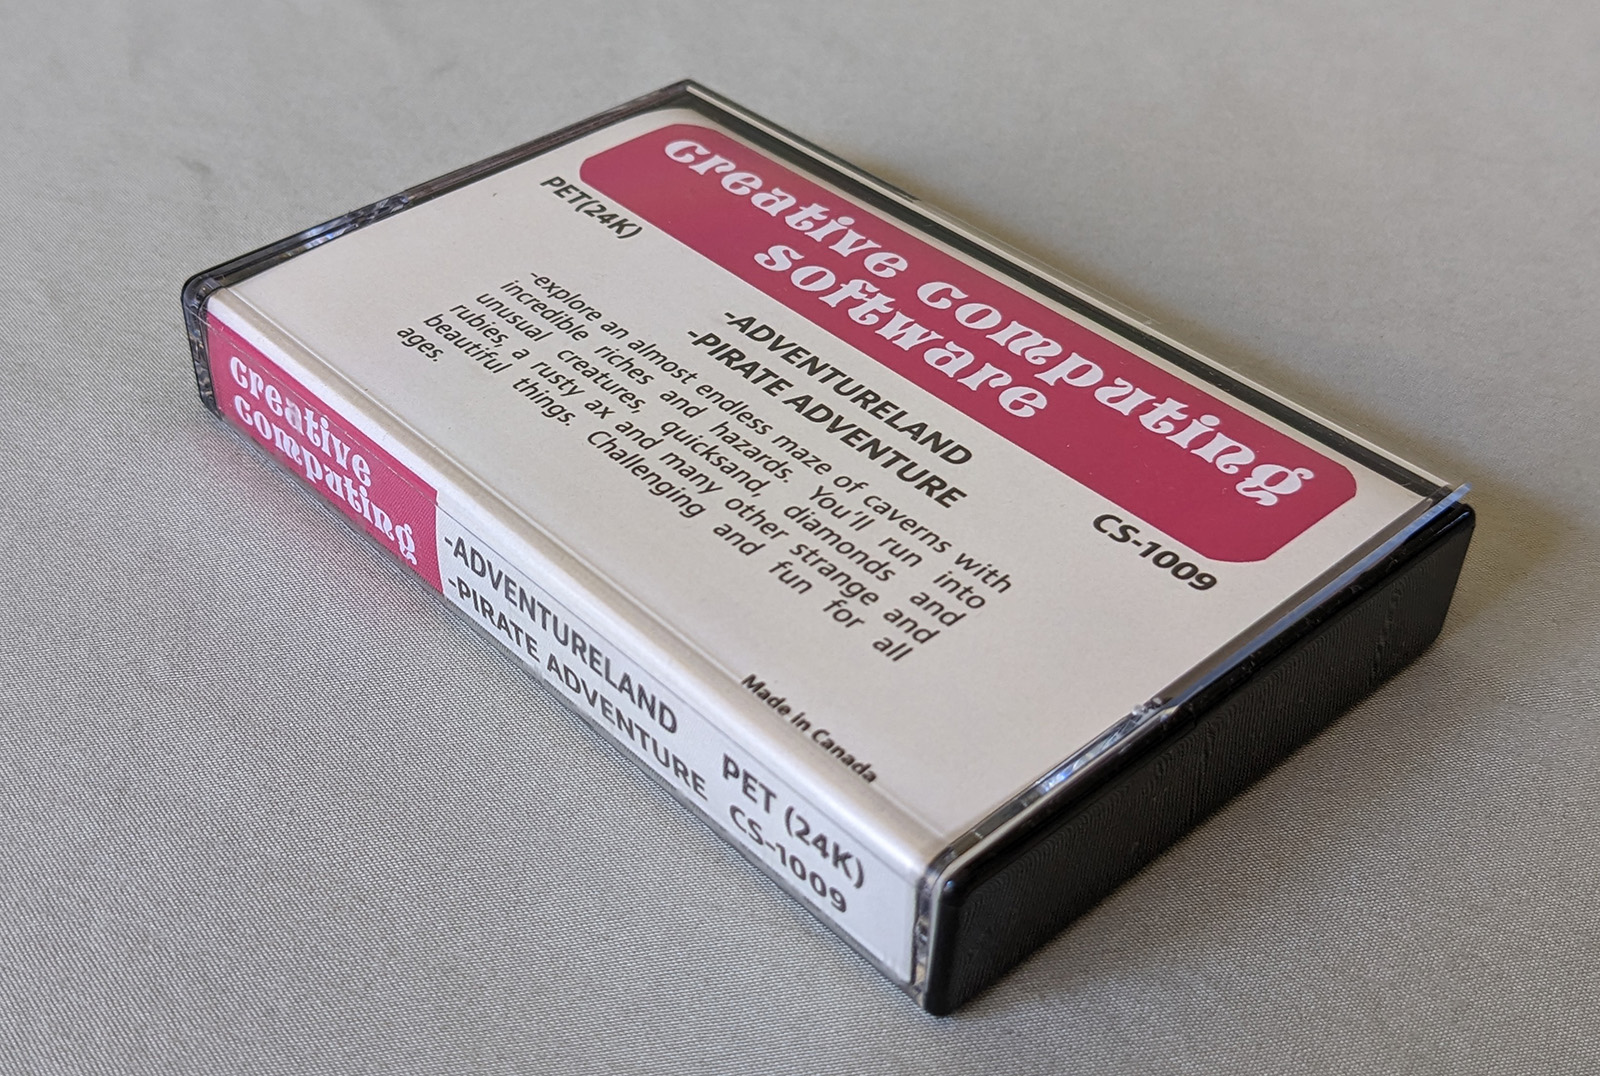 creative computing
software
PET(24K)
CS-1009
-ADVENTURELAND
-PIRATE ADVENTURE
-explore an almost endless maze of caverns with
incredible riches and hazards. You'll run into
unusual creatures, quicksand, diamonds and
rubies, a rusty ax and many other strange and
beautiful things. Challenging and fun for all
ages.
Made in Canada
creative
computing
-ADVENTURELAND
-PIRATE ADVENTURE
PET (24K)
CS-1009